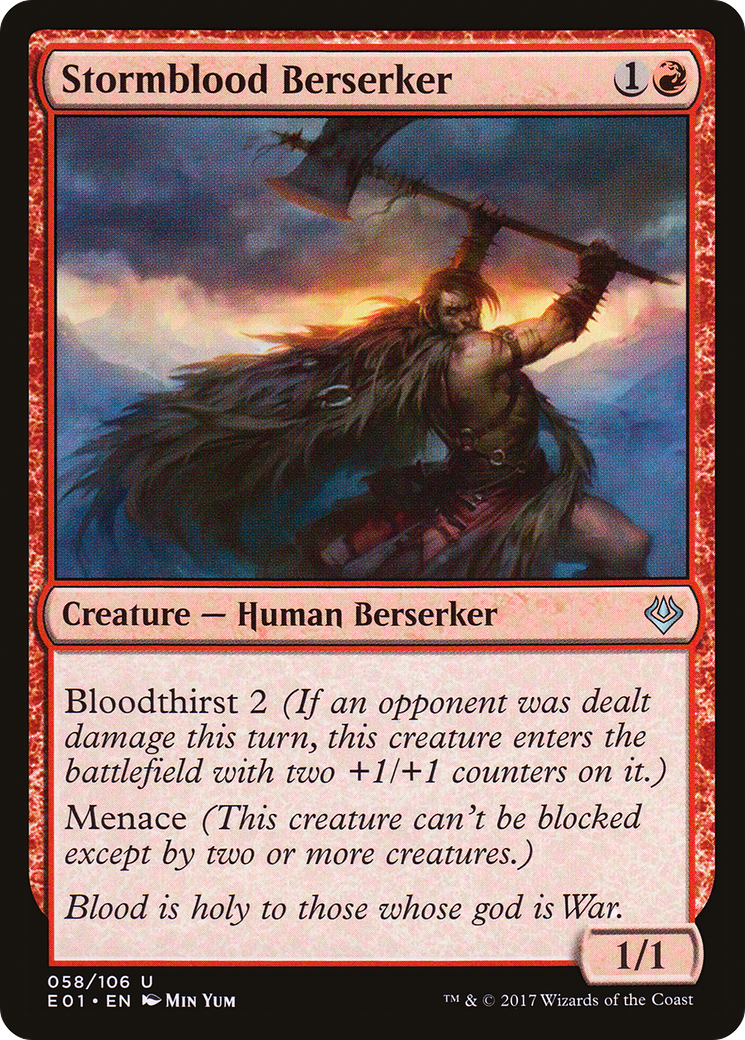 Stormblood Berserker 1
Creature — Human Berserker
Bloodthirst 2 (If an opponent was dealt
damage this turn, this creature enters the
battlefield with two +1/+1 counters on it.)
Menace (This creature can't be blocked
except by two or more creatures.)
Blood is holy to those whose god is War.
1/1
058/106 U
E01 • EN Min Yum
™ & © 2017 Wizards of the Coast